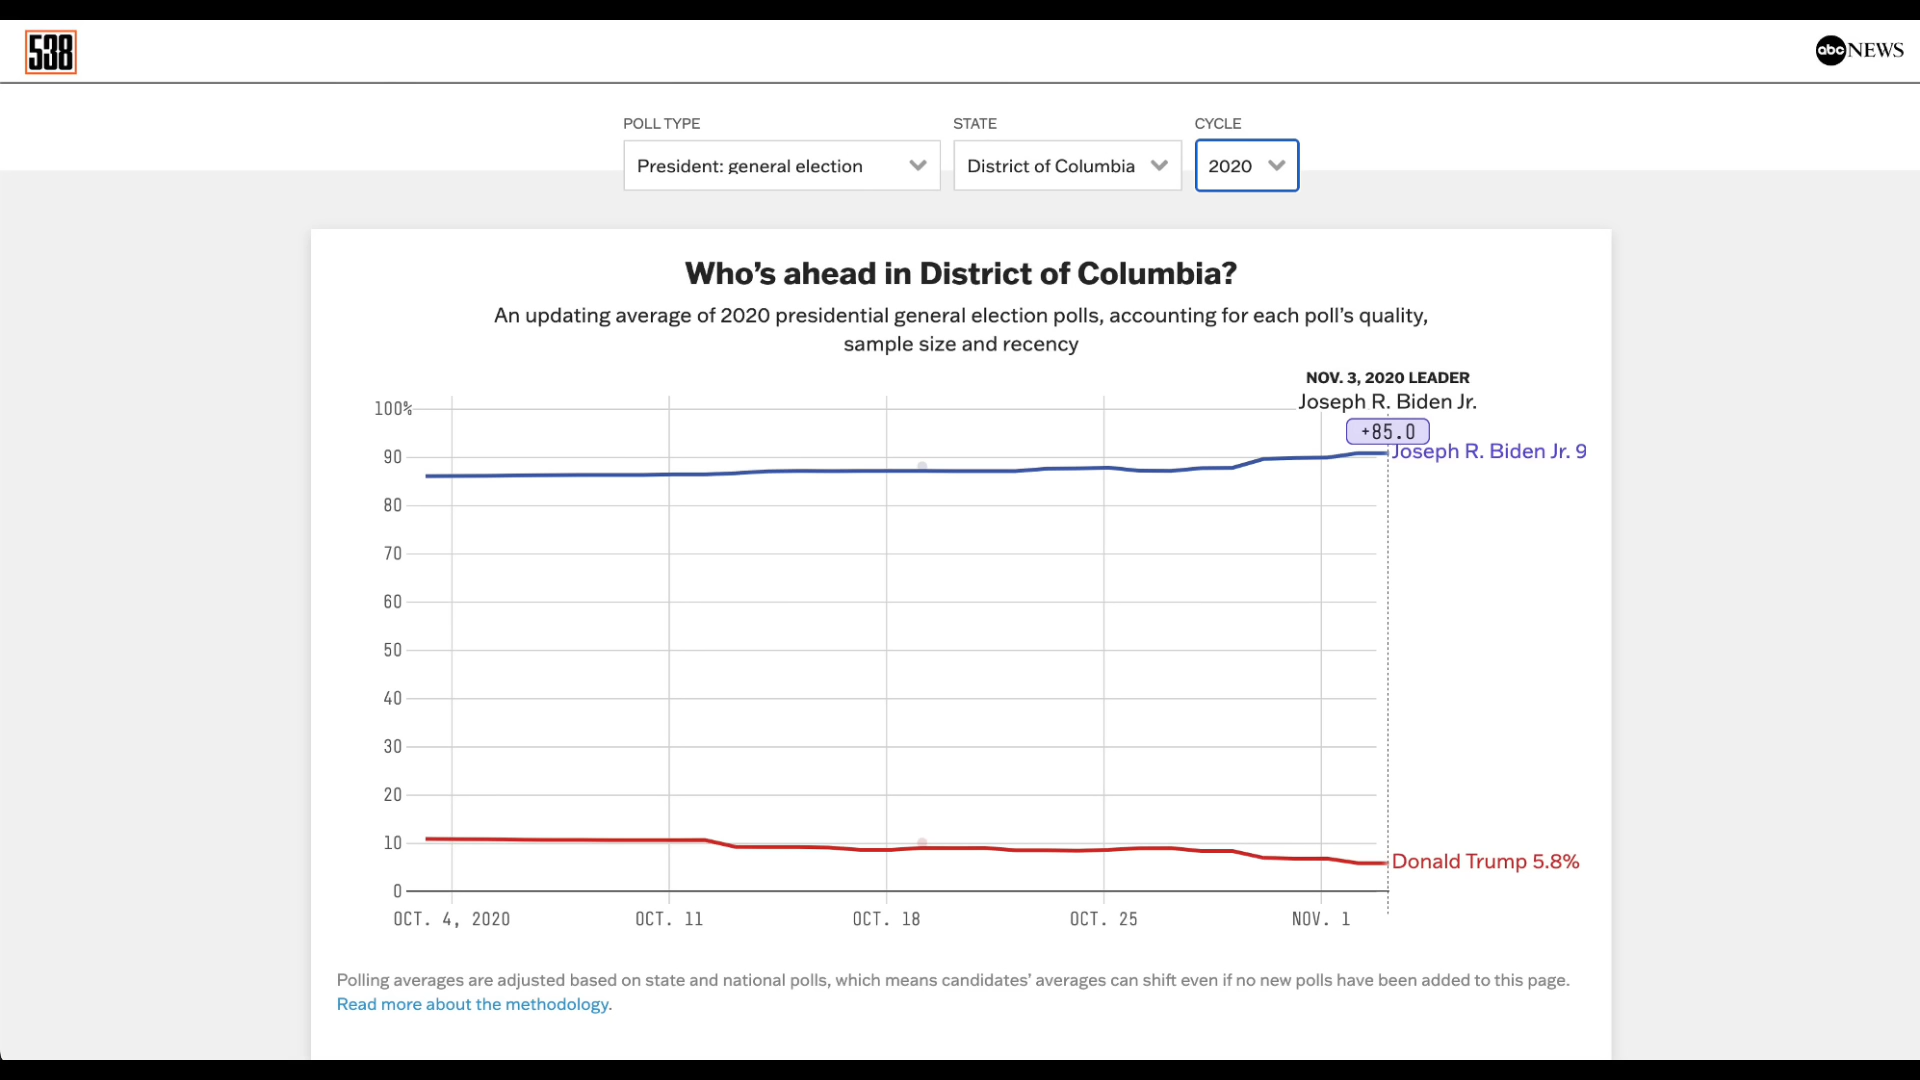 538
abc NEWS
POLL TYPE
STATE
CYCLE
President: general election
District of Columbia
2020
Who's ahead in District of Columbia?
An updating average of 2020 presidential general election polls, accounting for each poll's quality,
sample size and recency
NOV. 3, 2020 LEADER
Joseph R. Biden Jr.
+85.0
Joseph R. Biden Jr. 9
100%
90
80
70
60
50
40
30
20
10
0
Donald Trump 5.8%
OCT. 4, 2020
OCT. 11
OCT. 18
OCT. 25
NOV. 1
Polling averages are adjusted based on state and national polls, which means candidates' averages can shift even if no new polls have been added to this page.
Read more about the methodology.